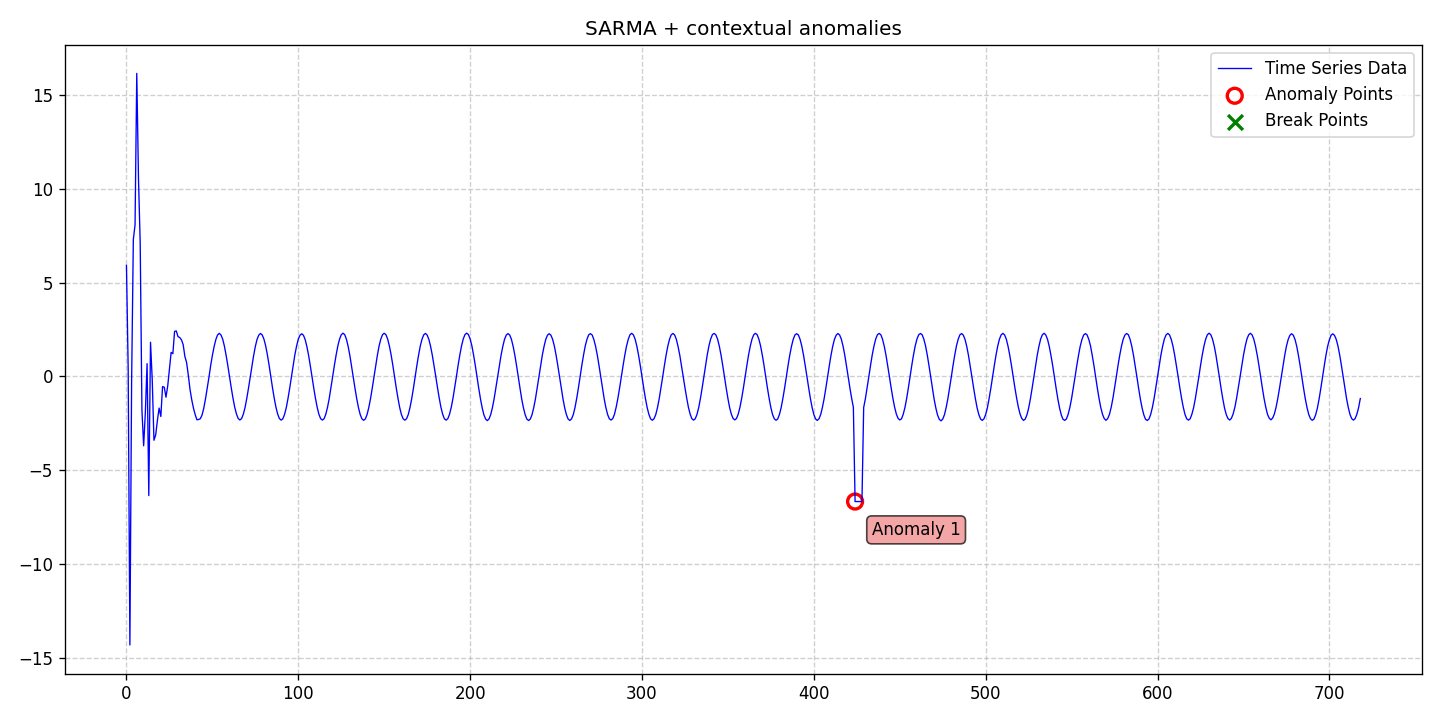 SARMA + contextual anomalies
Time Series Data
Anomaly Points
Break Points
15
10
5
0
−5
−10
−15
Anomaly 1
0 100 200 300 400 500 600 700